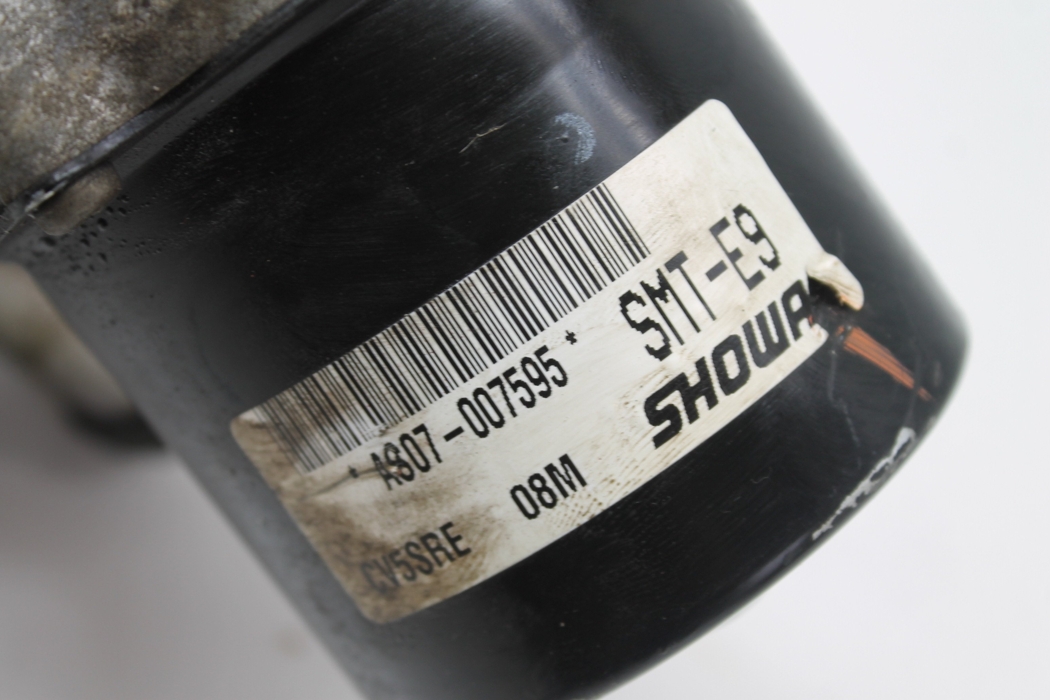 SMT-E9
*A807-007595*
SHOWA
08M
CV5SRE